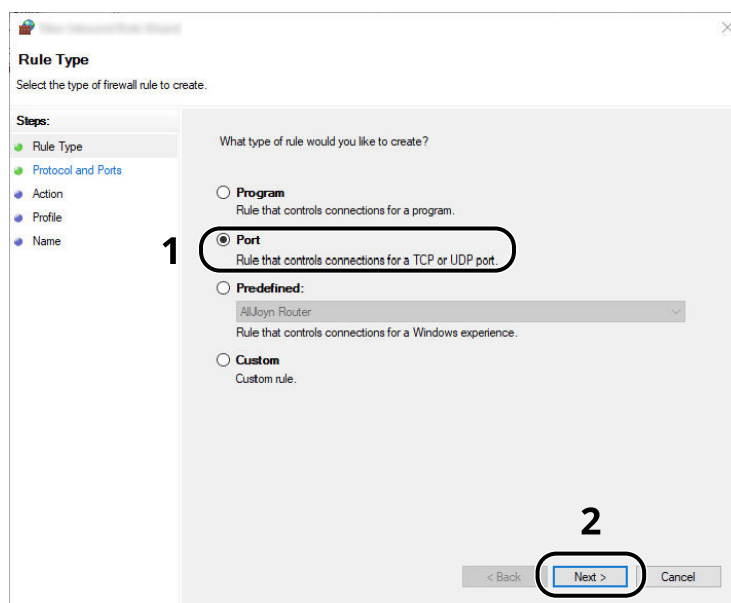 Rule Type
Select the type of firewall rule to create.
Steps:
Rule Type
Protocol and Ports
Action
Profile
Name
What type of rule would you like to create?
Program
Rule that controls connections for a program.
1
Port
Rule that controls connections for a TCP or UDP port.
Predefined:
AllJoyn Router
Rule that controls connections for a Windows experience.
Custom
Custom rule.
2
< Back
Next >
Cancel